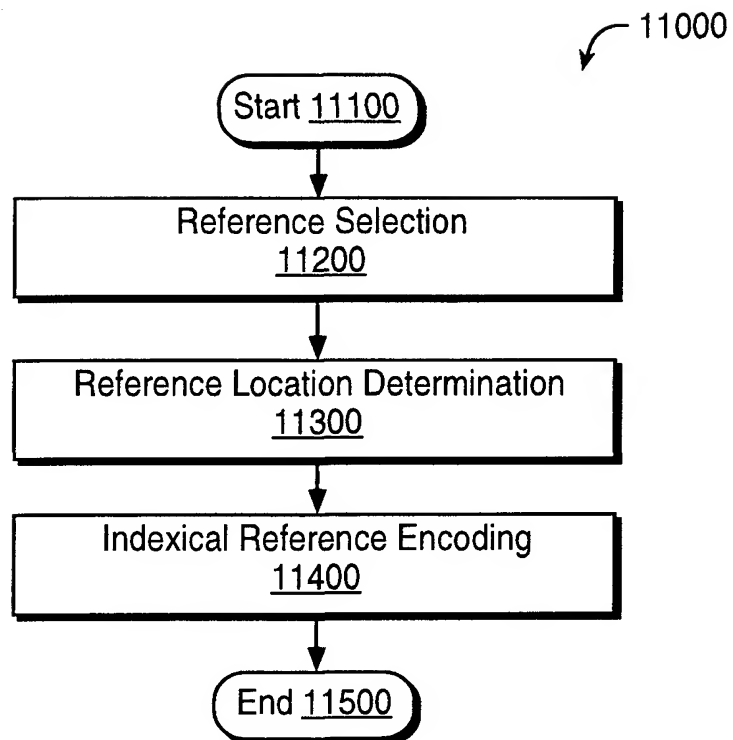 11000
Start 11100
Reference Selection
11200
Reference Location Determination
11300
Indexical Reference Encoding
11400
End 11500